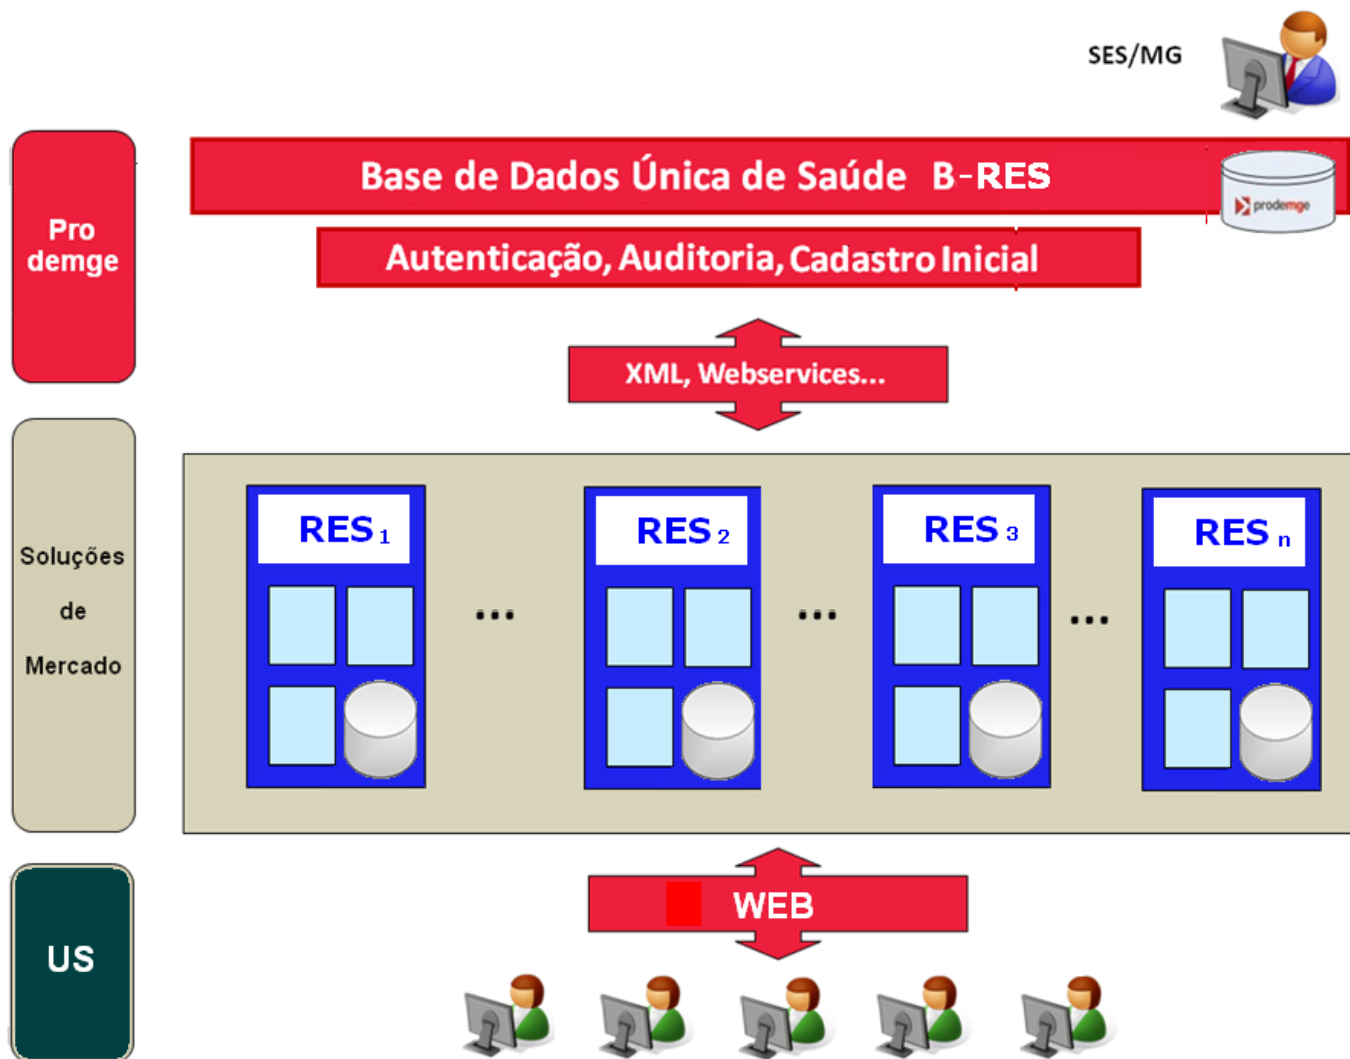 SES/MG
Base de Dados Única de Saúde B-RES
prodemge
Pro
demge
Autenticação, Auditoria, Cadastro Inicial
XML, Webservices...
Soluções
de
Mercado
RES 1
RES 2
RES 3
RES n
...
...
...
WEB
US